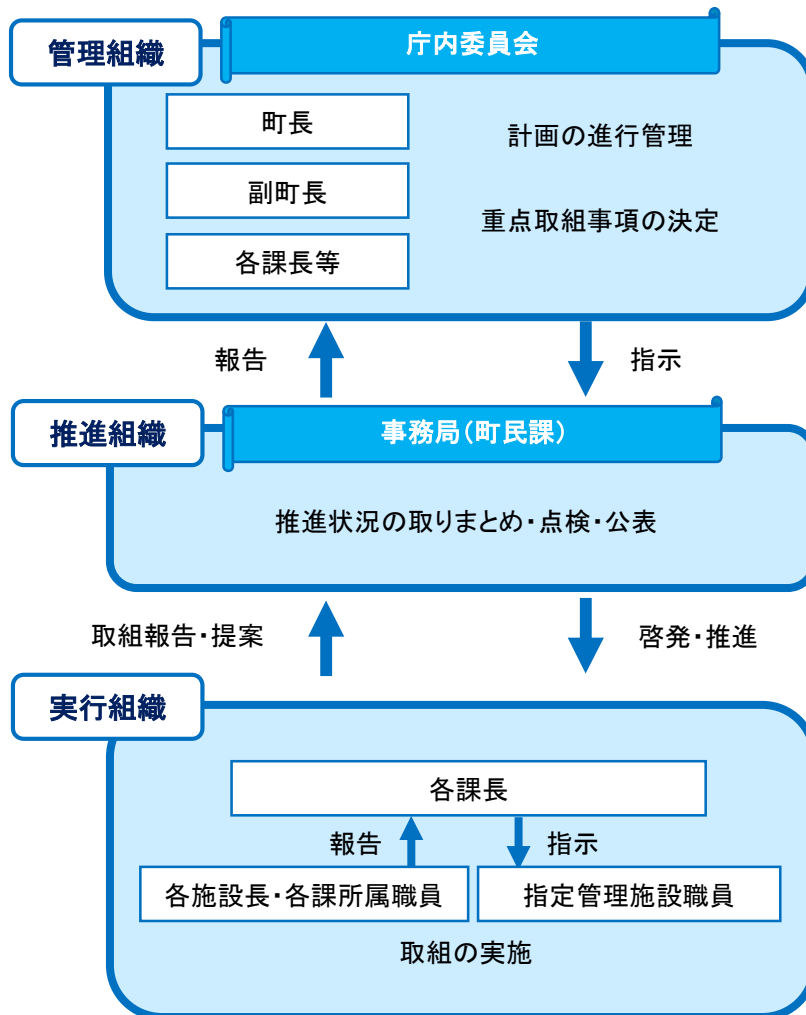 管理組織
庁内委員会
町長
副町長
各課長等
計画の進行管理
重点取組事項の決定
報告
指示
推進組織
事務局(町民課)
推進状況の取りまとめ・点検・公表
取組報告・提案
啓発・推進
実行組織
各課長
報告
指示
各施設長・各課所属職員
指定管理施設職員
取組の実施